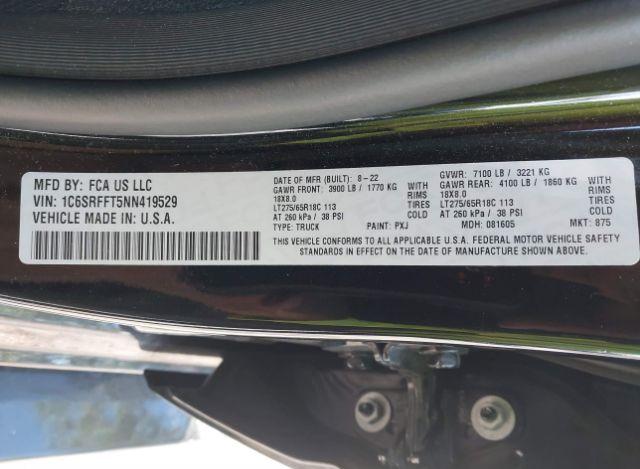 MFD BY: FCA US LLC
VIN: 1C6SRFFT5NN419529
VEHICLE MADE IN U.S.A.
DATE OF MFR (BUILT): 8-22 GVWR: 7100 LB / 3221 KG
GAWR FRONT: 3900 LB / 1770 KG WITH GAWR REAR: 4100 LB / 1860 KG WITH
18X8.0 RIMS 18X8.0 RIMS
LT275/65R18C 113 TIRES LT275/65R18C 113 TIRES
AT 260 kPa / 38 PSI COLD AT 260 kPa / 38 PSI COLD
TYPE: TRUCK PAINT: PXJ MDH: 081605 MKT: 875
THIS VEHICLE CONFORMS TO ALL APPLICABLE U.S.A. FEDERAL MOTOR VEHICLE SAFETY
STANDARDS IN EFFECT ON THE DATE OF MANUFACTURE SHOWN ABOVE.